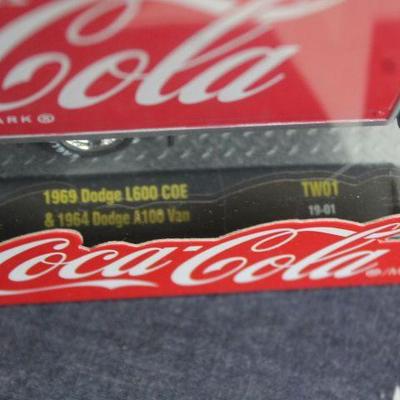 Cola
ARK ®
1969 Dodge L600 COE
& 1964 Dodge A100 Van
TW01
19-01
Coca-Cola